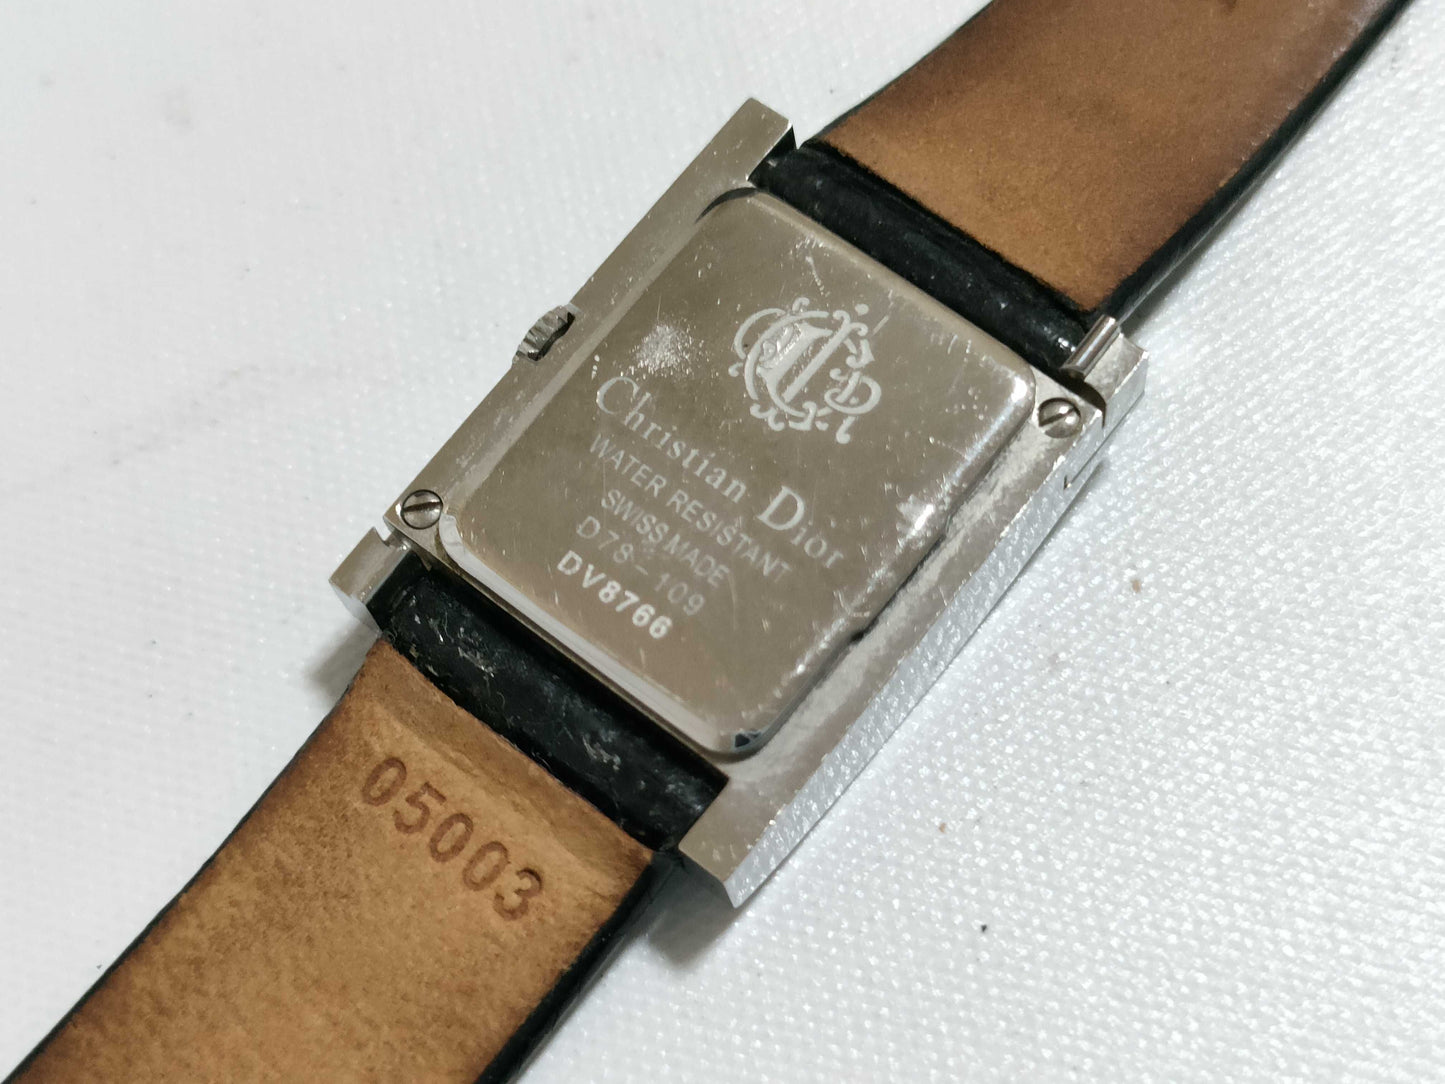 Christian Dior
WATER RESISTANT
SWISS MADE
D78-109
DV8766
05003